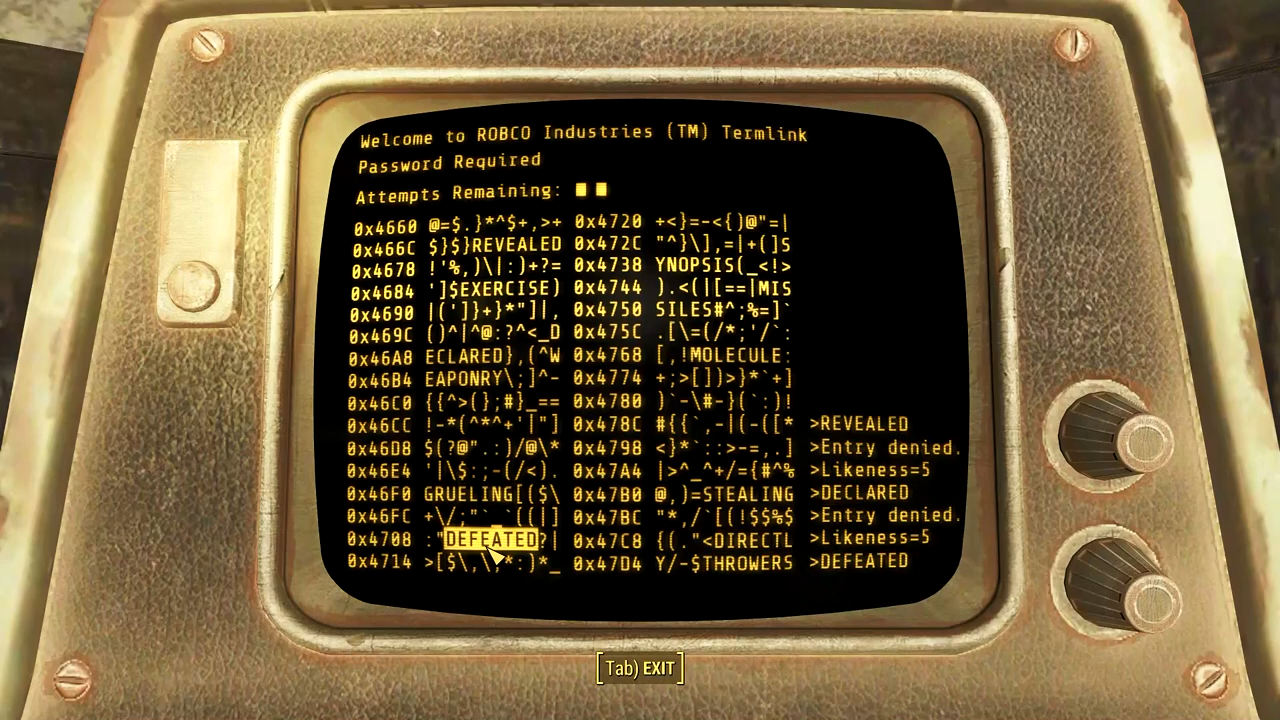 Welcome to ROBCO Industries (TM) Termlink
Password Required
Attempts Remaining: ■ ■
0x4660 @=$.}*^$+,>+ 0x4720 +<}=-<{)@"=|
0x466C $}$}REVEALED 0x472C "^}\],=|+(]S
0x4678 !'%,)\|:)+?= 0x4738 YNOPSIS(_<!>
0x4684 ']$EXERCISE) 0x4744 ).<(|[==|MIS
0x4690 |(']}+}*"]|, 0x4750 SILES#^;%=]`
0x469C ()^|^@:?^<_D 0x475C .[\=(/*;'/`:
0x46A8 ECLARED},(^W 0x4768 [,!MOLECULE:
0x46B4 EAPONRY\;]^- 0x4774 +;>[])>}*`+]
0x46C0 {{^>(};#}_== 0x4780 )`-\#-}(`:)!
0x46CC !-*(^*^+'|"] 0x478C #{{`,-|(-([* >REVEALED
0x46D8 $(?@".:)/@\* 0x4798 <}*`::>-=,.] >Entry denied.
0x46E4 '|\$:;-(/<). 0x47A4 |>^_^+/={#^% >Likeness=5
0x46F0 GRUELING[($\ 0x47B0 @,)=STEALING >DECLARED
0x46FC +\/;"`_`((|] 0x47BC "*,/`[(!$$%$ >Entry denied.
0x4708 :"DEFEATED?| 0x47C8 {(."<DIRECTL >Likeness=5
0x4714 >[$\,\,*:)*_ 0x47D4 Y/-$THROWERS >DEFEATED
[Tab) EXIT]